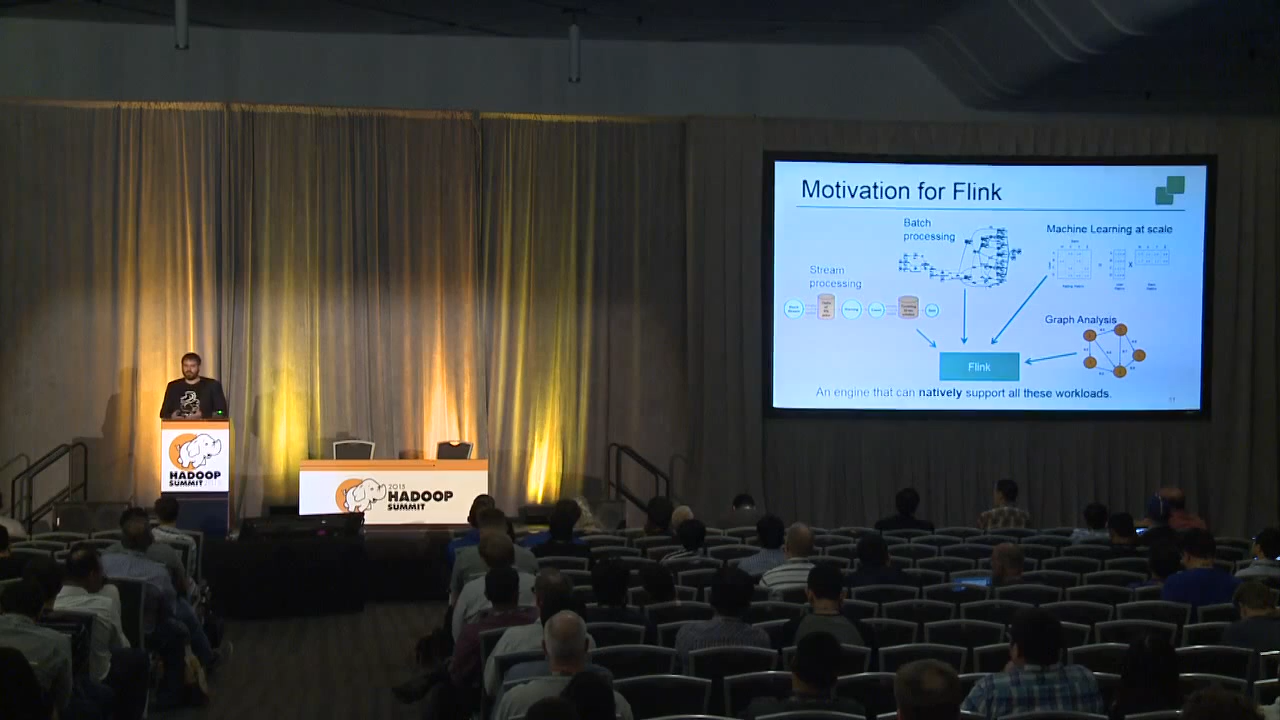 Motivation for Flink
Batch
processing
Machine Learning at scale
Stream
processing
Graph Analysis
Flink
An engine that can natively support all these workloads.
11
HADOOP
SUMMIT
2015
HADOOP
SUMMIT